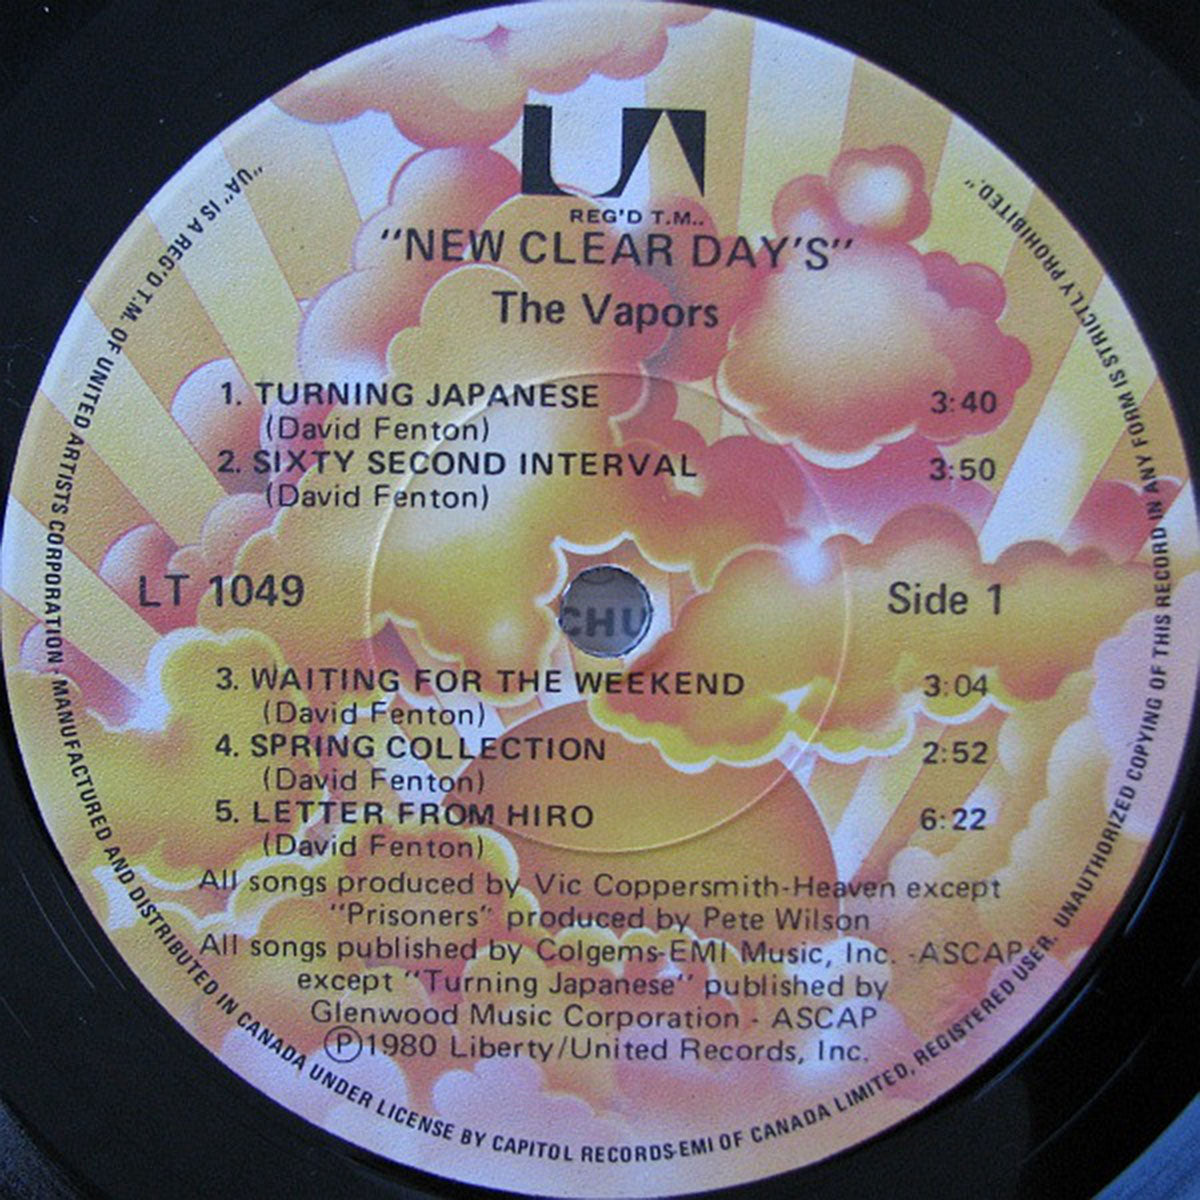 UA
REG'D T.M..
"NEW CLEAR DAY'S"
The Vapors
1. TURNING JAPANESE 3:40
(David Fenton)
2. SIXTY SECOND INTERVAL 3:50
(David Fenton)
LT 1049 Side 1
CHU
3. WAITING FOR THE WEEKEND 3:04
(David Fenton)
4. SPRING COLLECTION 2:52
(David Fenton)
5. LETTER FROM HIRO 6:22
(David Fenton)
All songs produced by Vic Coppersmith-Heaven except
"Prisoners" produced by Pete Wilson
All songs published by Colgems-EMI Music, Inc. -ASCAP
except "Turning Japanese" published by
Glenwood Music Corporation - ASCAP
Ⓟ1980 Liberty/United Records, Inc.
"UA" IS A REG'D T.M. OF UNITED ARTISTS CORPORATION - MANUFACTURED AND DISTRIBUTED IN CANADA UNDER LICENSE BY CAPITOL RECORDS-EMI OF CANADA LIMITED, REGISTERED USER. UNAUTHORIZED COPYING OF THIS RECORD IN ANY FORM IS STRICTLY PROHIBITED."